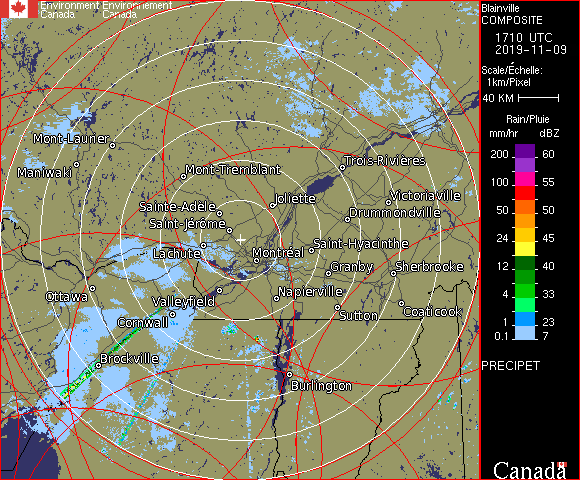 Environment Environnement
Canada Canada
Blainville
COMPOSITE
1710 UTC
2019-11-09
Scale/Échelle:
1km/Pixel
40 KM
Rain/Pluie
mm/hr dBZ
200 60
100 55
50 50
24 45
12 40
4 33
1 23
0.1 7
PRECIPET
Canada
Mont-Laurier
Maniwaki
Mont-Tremblant
Trois-Rivières
Joliette
Victoriaville
Sainte-Adèle
Drummondville
Saint-Jérôme
Saint-Hyacinthe
Lachute
Montréal
Granby
Sherbrooke
Ottawa
Napierville
Valleyfield
Sutton
Coaticook
Cornwall
Brockville
Burlington